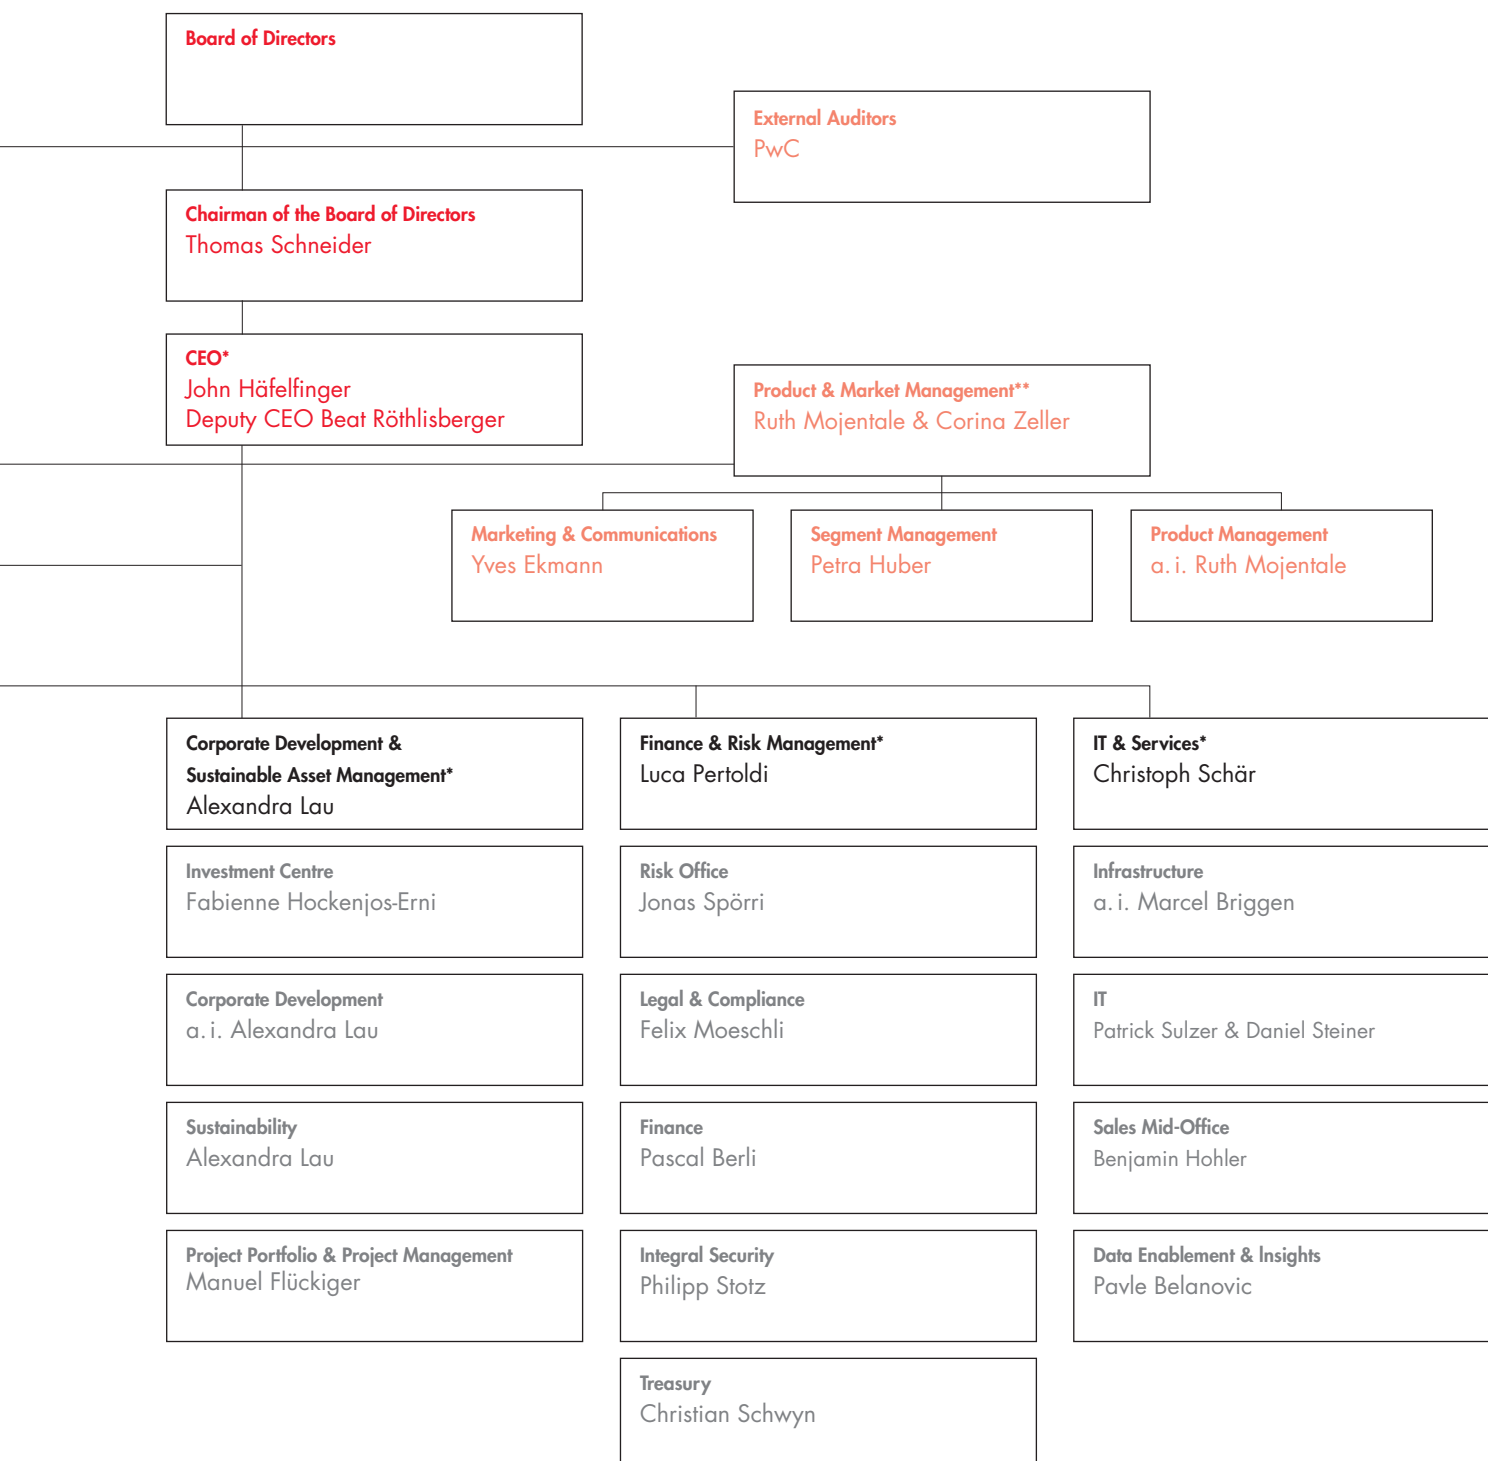 Board of Directors
External Auditors
PwC
Chairman of the Board of Directors
Thomas Schneider
CEO*
John Häfelfinger
Deputy CEO Beat Röthlisberger
Product & Market Management**
Ruth Mojentale & Corina Zeller
Marketing & Communications
Yves Ekmann
Segment Management
Petra Huber
Product Management
a. i. Ruth Mojentale
Corporate Development &
Sustainable Asset Management*
Alexandra Lau
Investment Centre
Fabienne Hockenjos-Erni
Corporate Development
a. i. Alexandra Lau
Sustainability
Alexandra Lau
Project Portfolio & Project Management
Manuel Flückiger
Finance & Risk Management*
Luca Pertoldi
Risk Office
Jonas Spörri
Legal & Compliance
Felix Moeschli
Finance
Pascal Berli
Integral Security
Philipp Stotz
Treasury
Christian Schwyn
IT & Services*
Christoph Schär
Infrastructure
a. i. Marcel Briggen
IT
Patrick Sulzer & Daniel Steiner
Sales Mid-Office
Benjamin Hohler
Data Enablement & Insights
Pavle Belanovic